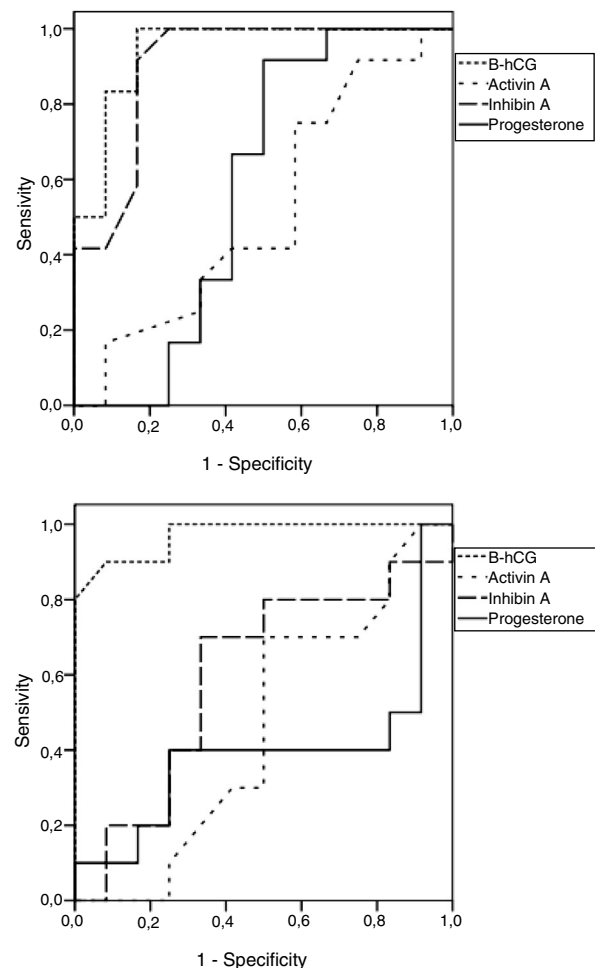 1,0
0,8
0,6
0,4
0,2
0,0
Sensivity
0,0 0,2 0,4 0,6 0,8 1,0
1 - Specificity
B-hCG
Activin A
Inhibin A
Progesterone
1,0
0,8
0,6
0,4
0,2
0,0
Sensivity
0,0 0,2 0,4 0,6 0,8 1,0
1 - Specificity
B-hCG
Activin A
Inhibin A
Progesterone